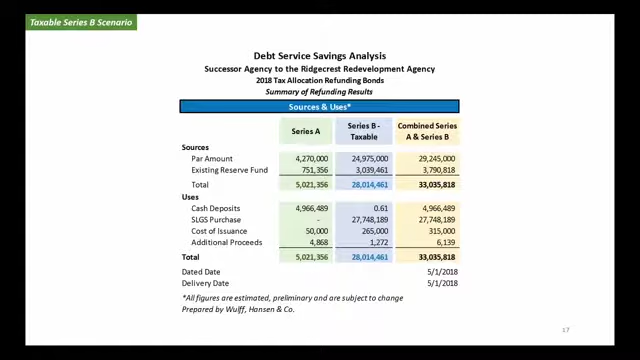 Taxable Series B Scenario
Debt Service Savings Analysis
Successor Agency to the Ridgecrest Redevelopment Agency
2018 Tax Allocation Refunding Bonds
Summary of Refunding Results
Sources & Uses*
Series A Series B - Taxable Combined Series A & Series B
Sources
Par Amount 4,270,000 24,975,000 29,245,000
Existing Reserve Fund 751,356 3,039,461 3,790,818
Total 5,021,356 28,014,461 33,035,818
Uses
Cash Deposits 4,966,489 0.61 4,966,489
SLGS Purchase - 27,748,189 27,748,189
Cost of Issuance 50,000 265,000 315,000
Additional Proceeds 4,868 1,272 6,139
Total 5,021,356 28,014,461 33,035,818
Dated Date 5/1/2018
Delivery Date 5/1/2018
*All figures are estimated, preliminary and are subject to change
Prepared by Wulff, Hansen & Co.
17